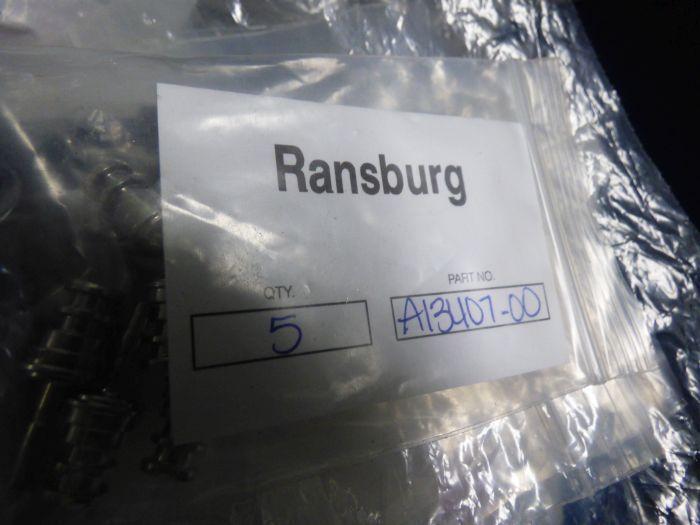 Ransburg
QTY.
PART NO.
5
A13407-00